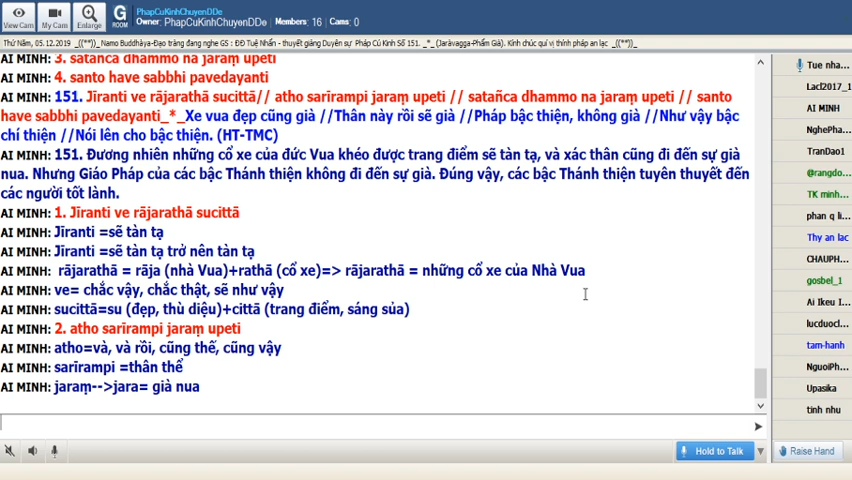 View Cam
My Cam
Enlarge
G
ROOM
PhapCuKinhChuyenDDe
Owner: PhapCuKinhChuyenDDe Members: 16 Cams: 0
Thứ Năm, 05.12.2019 _((**)_ Namo Buddhàya-Đạo tràng đang nghe GS : ĐĐ Tuệ Nhẫn - thuyết giảng Duyên sự Pháp Cú Kinh Số 151. _*_ (Jaràvagga-Phẩm Già). Kính chúc quí vị thính pháp an lạc _((**)_
AI MINH: 3. satañca dhammo na jaraṃ upeti
AI MINH: 4. santo have sabbhi pavedayanti
AI MINH: 151. Jīranti ve rājarathā sucittā// atho sarīrampi jaraṃ upeti // satañca dhammo na jaraṃ upeti // santo
have sabbhi pavedayanti_*_Xe vua đẹp cũng già //Thân này rồi sẽ già //Pháp bậc thiện, không già //Như vậy bậc
chí thiện //Nói lên cho bậc thiện. (HT-TMC)
AI MINH: 151. Đương nhiên những cổ xe của đức Vua khéo được trang điểm sẽ tàn tạ, và xác thân cũng đi đến sự già
nua. Nhưng Giáo Pháp của các bậc Thánh thiện không đi đến sự già. Đúng vậy, các bậc Thánh thiện tuyên thuyết đến
các người tốt lành.
AI MINH: 1. Jīranti ve rājarathā sucittā
AI MINH: Jīranti =sẽ tàn tạ
AI MINH: Jīranti =sẽ tàn tạ trở nên tàn tạ
AI MINH: rājarathā = rāja (nhà Vua)+rathā (cổ xe)=> rājarathā = những cổ xe của Nhà Vua
AI MINH: ve= chắc vậy, chắc thật, sẽ như vậy
AI MINH: sucittā=su (đẹp, thù diệu)+cittā (trang điểm, sáng sủa)
AI MINH: 2. atho sarīrampi jaraṃ upeti
AI MINH: atho=và, và rồi, cũng thế, cũng vậy
AI MINH: sarīrampi =thân thể
AI MINH: jaraṃ-->jara= già nua
Hold to Talk
Raise Hand
Tue nha...
Lacl2017_1
AI MINH
NghePha...
TranDao1
@rangdo...
TK minh...
phan q li...
Thy an lac
CHAUPH...
gosbel_1
Ai Ikeu I...
lucduocl...
tam-hanh
NguoiPh...
Upasika
tinh nhu